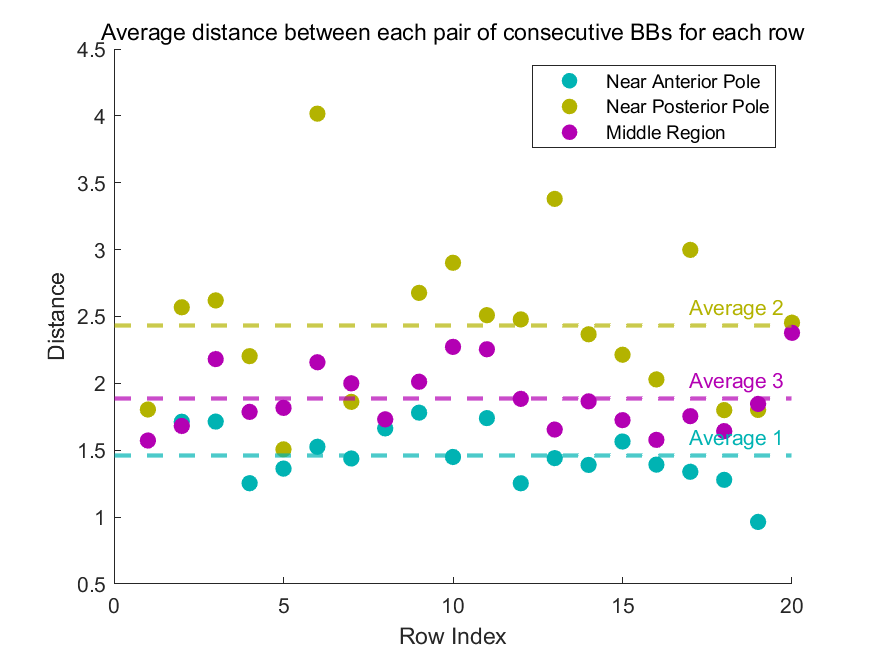 Average distance between each pair of consecutive BBs for each row
4.5
4
3.5
3
2.5
2
1.5
1
0.5
Distance
Near Anterior Pole
Near Posterior Pole
Middle Region
Average 2
Average 3
Average 1
0
5
10
15
20
Row Index